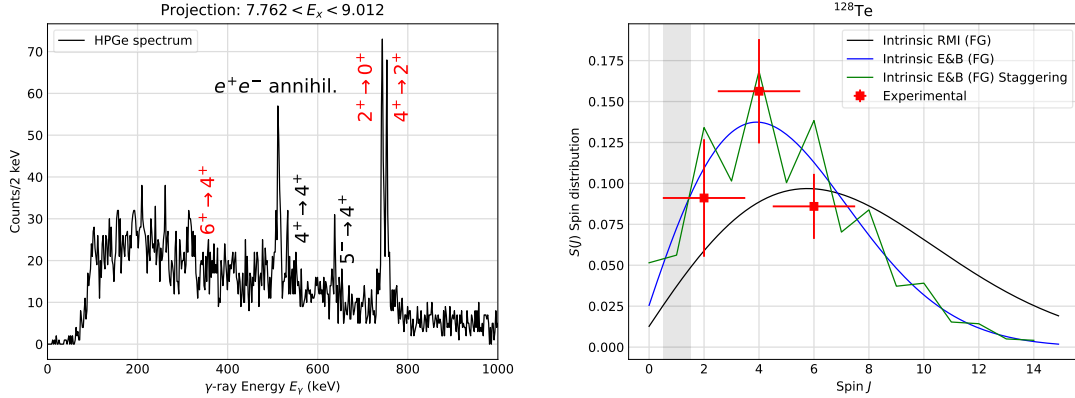 Projection: 7.762 < Eₓ < 9.012
HPGe spectrum
e⁺e⁻ annihil.
2⁺→0⁺
4⁺→2⁺
6⁺→4⁺
4⁺→4⁺
5⁻→4⁺
Counts/2 keV
70
60
50
40
30
20
10
0
0 200 400 600 800 1000
γ-ray Energy Eᵧ (keV)
¹²⁸Te
Intrinsic RMI (FG)
Intrinsic E&B (FG)
Intrinsic E&B (FG) Staggering
Experimental
S(J) Spin distribution
0.175
0.150
0.125
0.100
0.075
0.050
0.025
0.000
0 2 4 6 8 10 12 14
Spin J